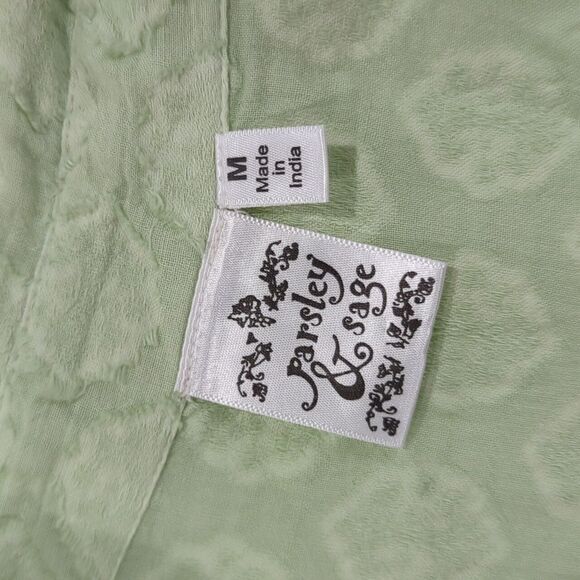 M
Made
in
India
Parsley
& sage